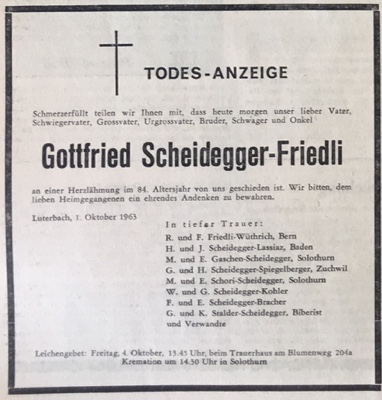 TODES-ANZEIGE
Schmerzerfüllt teilen wir Ihnen mit, dass heute morgen unser lieber Vater,
Schwiegervater, Grossvater, Urgrossvater, Bruder, Schwager und Onkel
Gottfried Scheidegger-Friedli
an einer Herzlähmung im 84. Altersjahr von uns geschieden ist. Wir bitten, dem
lieben Heimgegangenen ein ehrendes Andenken zu bewahren.
Luterbach, 1. Oktober 1963
In tiefer Trauer:
R. und F. Friedli-Wüthrich, Bern
H. und J. Scheidegger-Lassiaz, Baden
M. und E. Gaschen-Scheidegger, Solothurn
G. und H. Scheidegger-Spiegelberger, Zuchwil
M. und E. Schori-Scheidegger, Solothurn
W. und G. Scheidegger-Kohler
F. und E. Scheidegger-Bracher
G. und K. Stalder-Scheidegger, Biberist
und Verwandte
Leichengebet: Freitag, 4. Oktober, 13.45 Uhr, beim Trauerhaus am Blumenweg 204a
Kremation um 14.30 Uhr in Solothurn